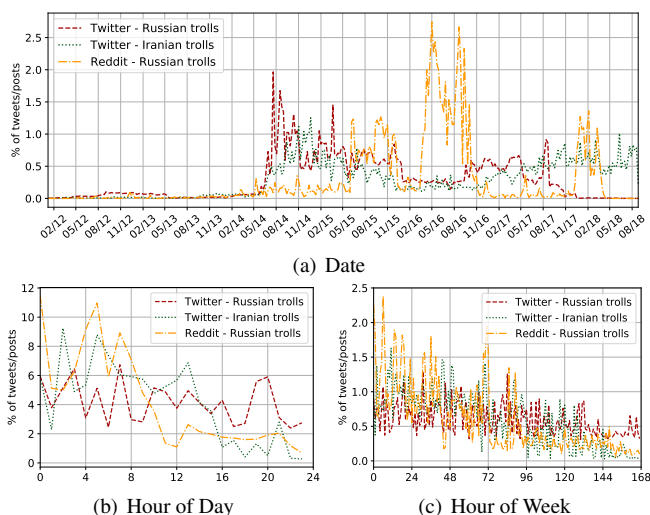 Twitter - Russian trolls
Twitter - Iranian trolls
Reddit - Russian trolls
% of tweets/posts
2.5
2.0
1.5
1.0
0.5
0.0
02/12 05/12 08/12 11/12 02/13 05/13 08/13 11/13 02/14 05/14 08/14 11/14 02/15 05/15 08/15 11/15 02/16 05/16 08/16 11/16 02/17 05/17 08/17 11/17 02/18 05/18 08/18
(a) Date
Twitter - Russian trolls
Twitter - Iranian trolls
Reddit - Russian trolls
% of tweets/posts
12
10
8
6
4
2
0
0 4 8 12 16 20 24
(b) Hour of Day
Twitter - Russian trolls
Twitter - Iranian trolls
Reddit - Russian trolls
% of tweets/posts
2.5
2.0
1.5
1.0
0.5
0.0
0 24 48 72 96 120 144 168
(c) Hour of Week